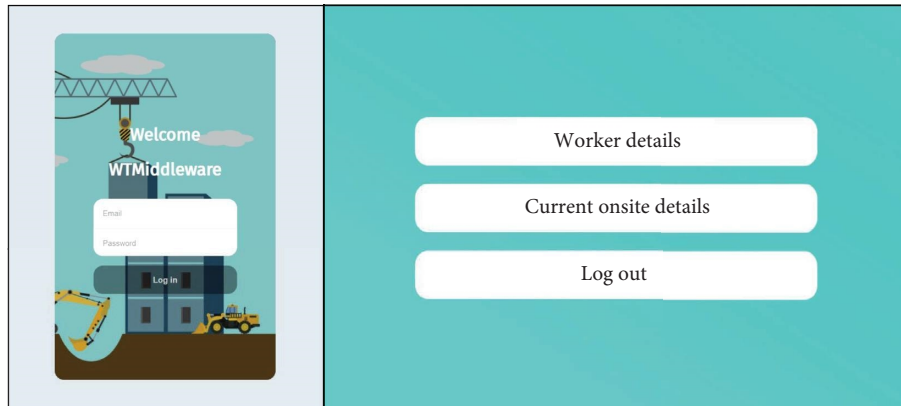 Welcome
WTMiddleware
Email
Password
Log in
Worker details
Current onsite details
Log out